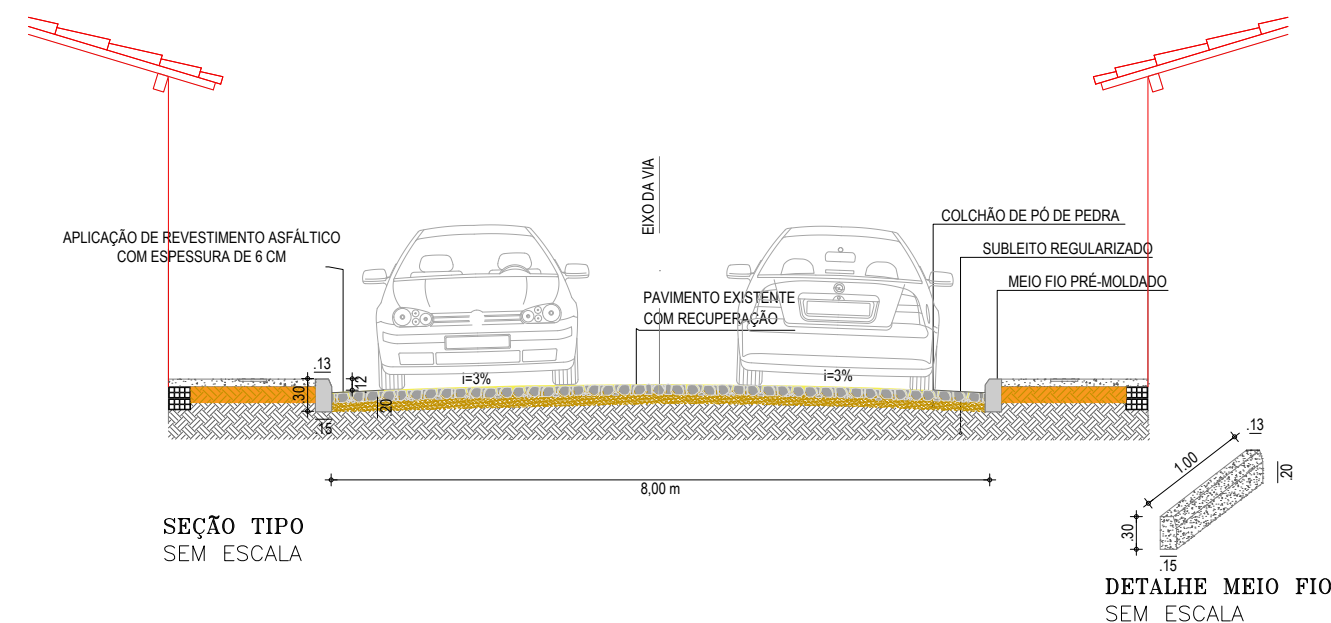 EIXO DA VIA
APLICAÇÃO DE REVESTIMENTO ASFÁLTICO
COM ESPESSURA DE 6 CM
COLCHÃO DE PÓ DE PEDRA
SUBLEITO REGULARIZADO
MEIO FIO PRÉ-MOLDADO
PAVIMENTO EXISTENTE
COM RECUPERAÇÃO
.13
.12
i=3%
i=3%
.30
.20
.15
8,00 m
SEÇÃO TIPO
SEM ESCALA
.13
1.00
.20
.30
.15
DETALHE MEIO FIO
SEM ESCALA